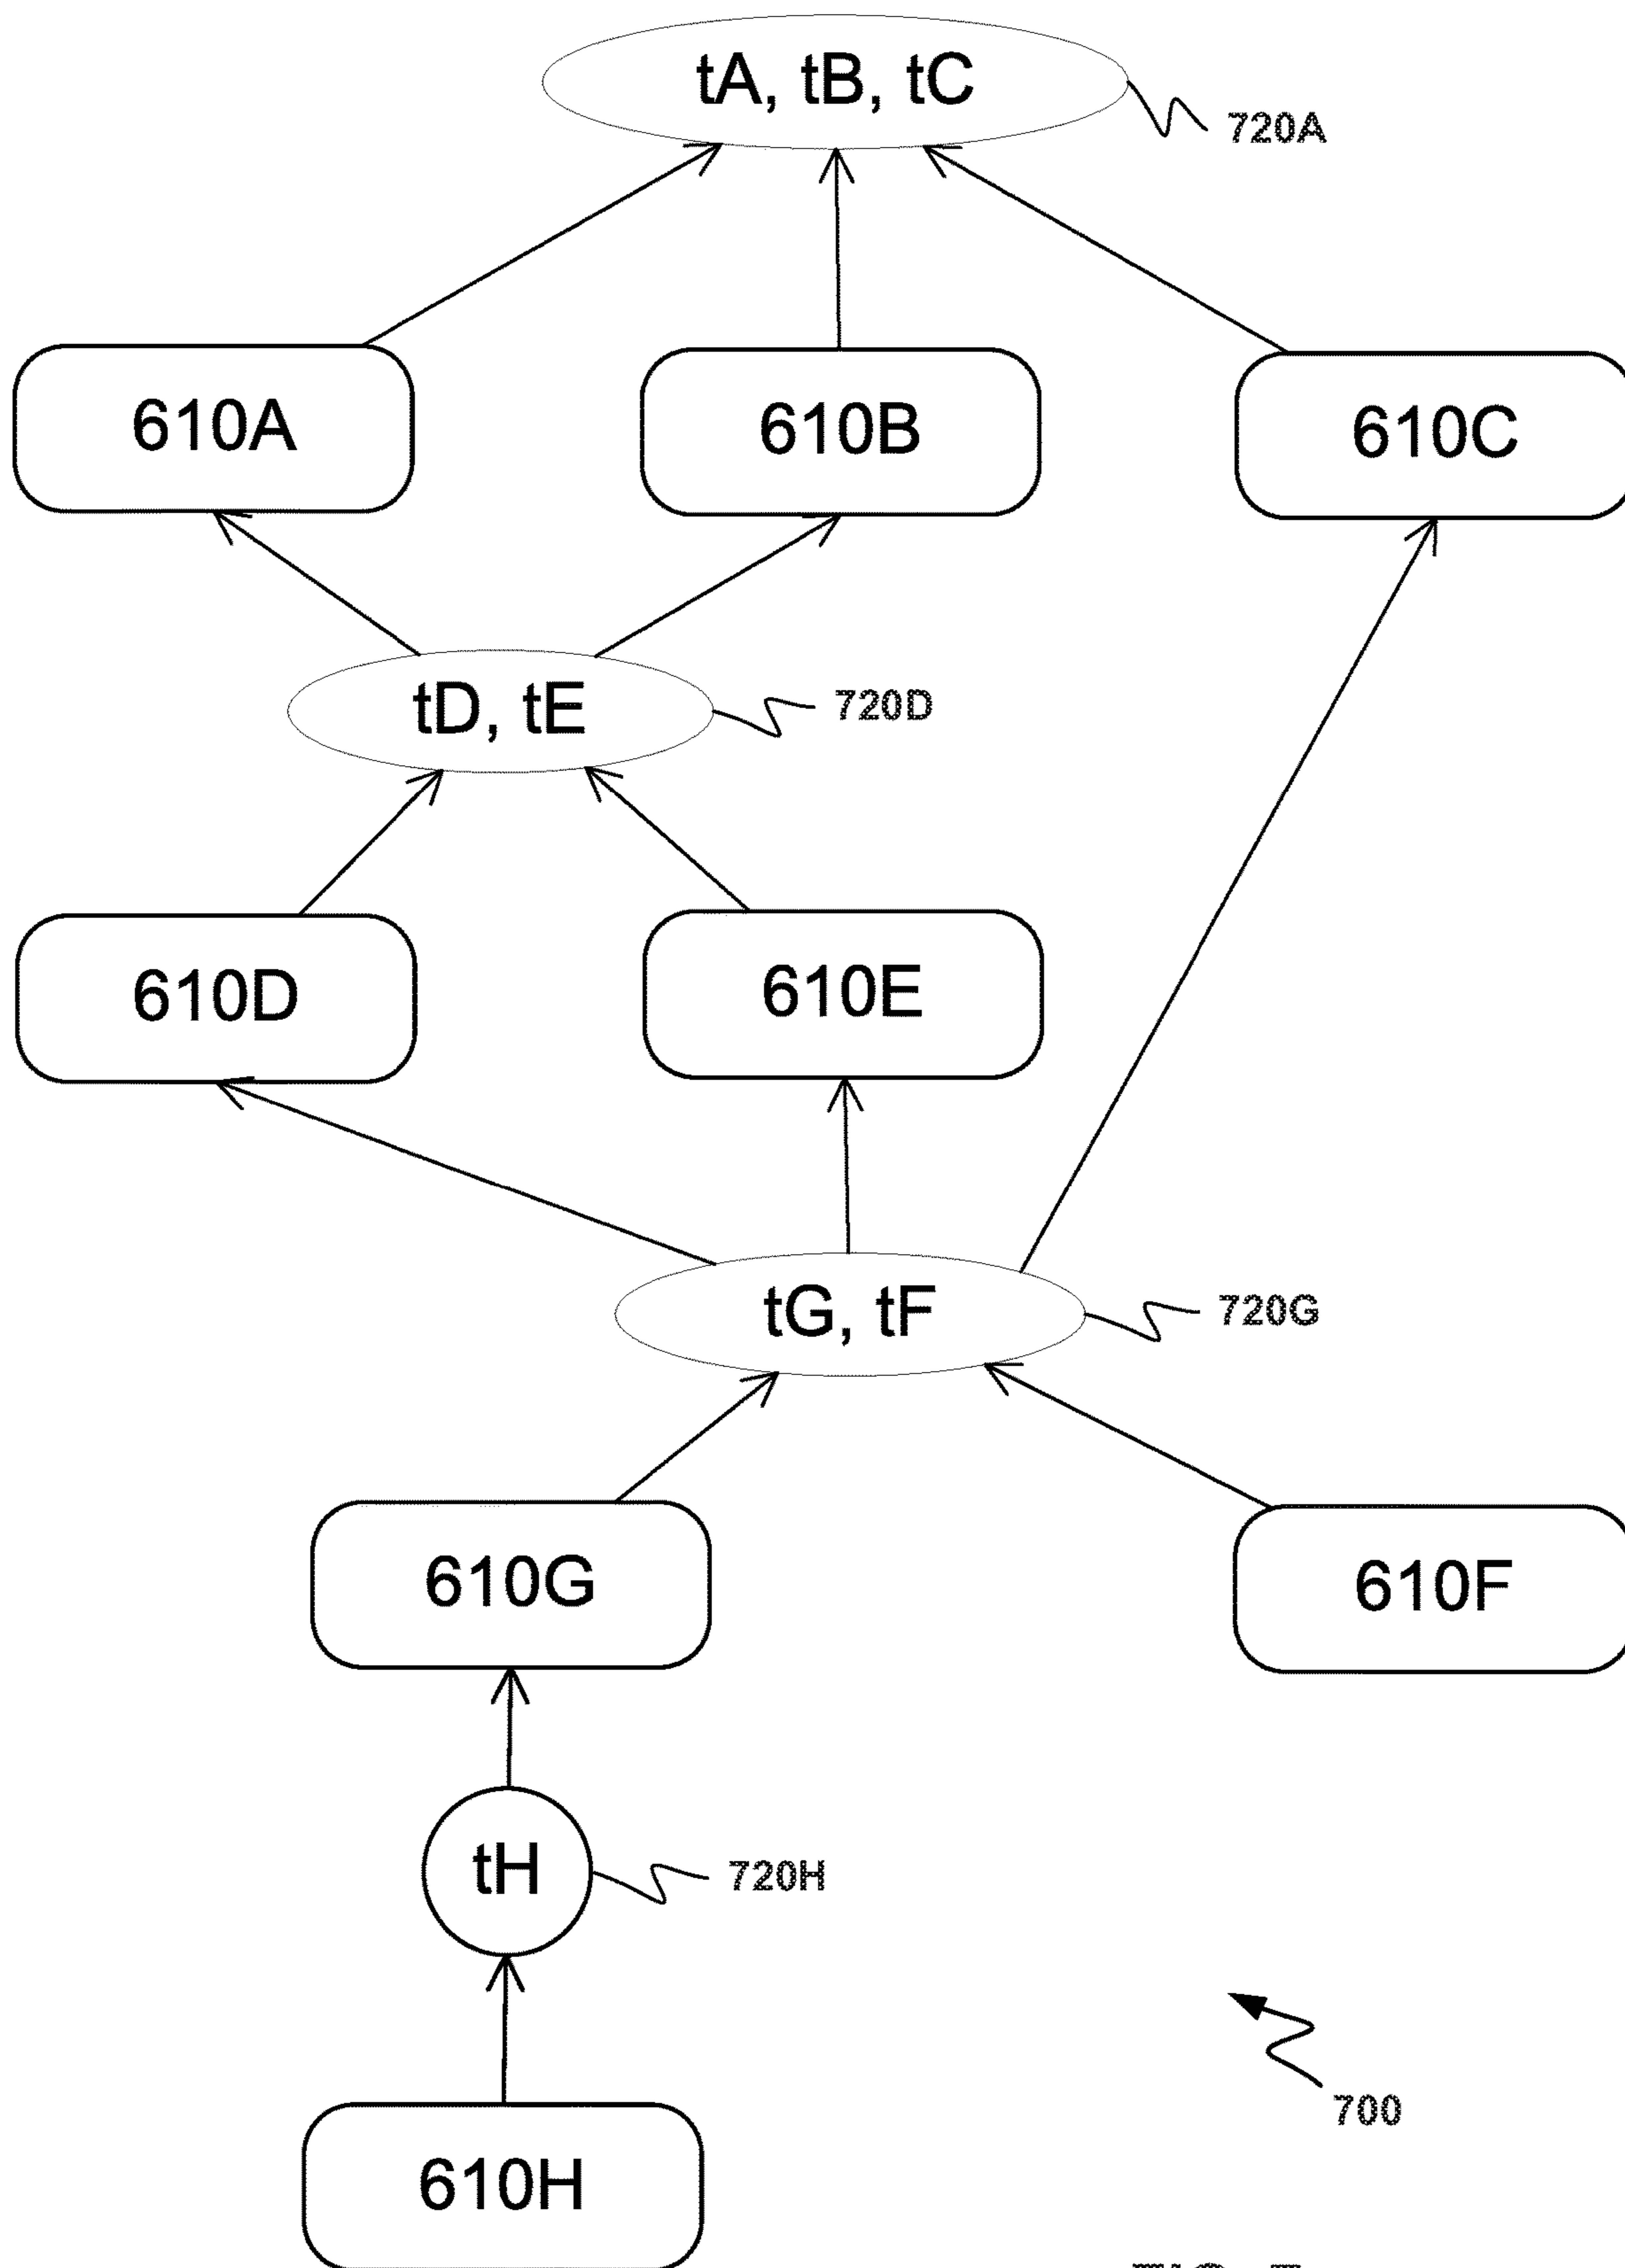 tA, tB, tC
720A
610A
610B
610C
tD, tE
720D
610D
610E
tG, tF
720G
610G
610F
tH
720H
700
610H